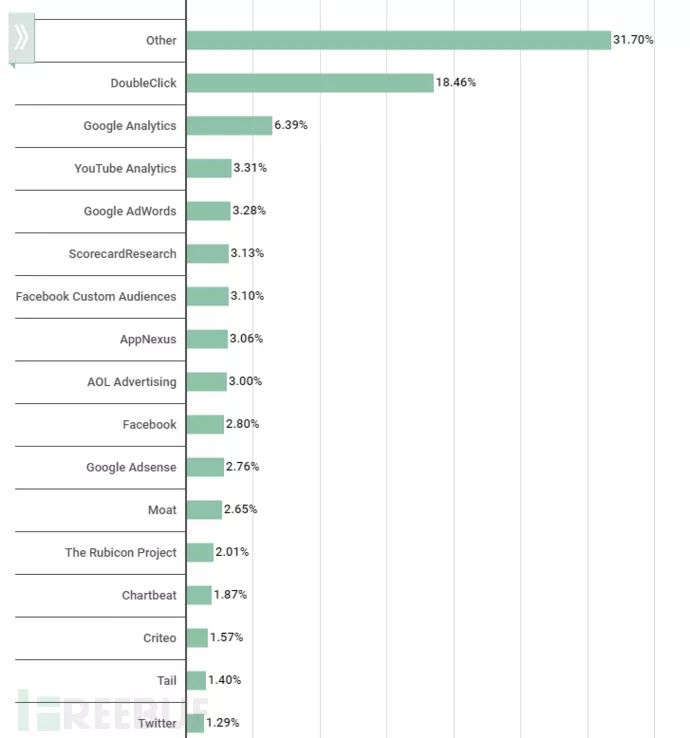 Other 31.70%
DoubleClick 18.46%
Google Analytics 6.39%
YouTube Analytics 3.31%
Google AdWords 3.28%
ScorecardResearch 3.13%
Facebook Custom Audiences 3.10%
AppNexus 3.06%
AOL Advertising 3.00%
Facebook 2.80%
Google Adsense 2.76%
Moat 2.65%
The Rubicon Project 2.01%
Chartbeat 1.87%
Criteo 1.57%
Tail 1.40%
Twitter 1.29%
FREEBUF